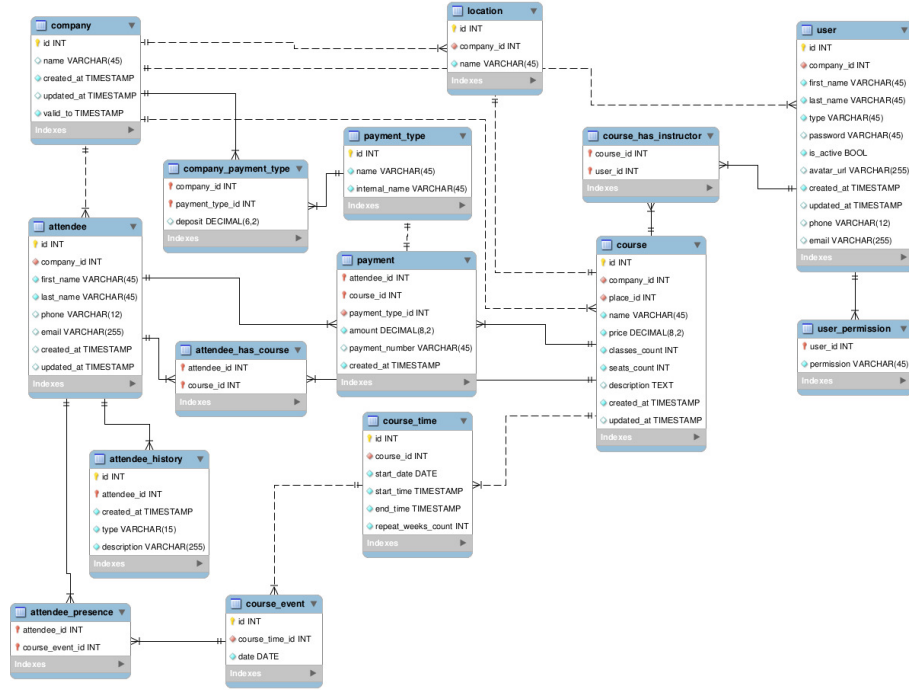 company
id INT
name VARCHAR(45)
created_at TIMESTAMP
updated_at TIMESTAMP
valid_to TIMESTAMP
Indexes
location
id INT
company_id INT
name VARCHAR(45)
Indexes
user
id INT
company_id INT
first_name VARCHAR(45)
last_name VARCHAR(45)
type VARCHAR(45)
password VARCHAR(45)
is_active BOOL
avatar_url VARCHAR(255)
created_at TIMESTAMP
updated_at TIMESTAMP
phone VARCHAR(12)
email VARCHAR(255)
Indexes
company_payment_type
company_id INT
payment_type_id INT
deposit DECIMAL(6,2)
Indexes
payment_type
id INT
name VARCHAR(45)
internal_name VARCHAR(45)
Indexes
course_has_instructor
course_id INT
user_id INT
Indexes
attendee
id INT
company_id INT
first_name VARCHAR(45)
last_name VARCHAR(45)
phone VARCHAR(12)
email VARCHAR(255)
created_at TIMESTAMP
updated_at TIMESTAMP
Indexes
payment
attendee_id INT
course_id INT
payment_type_id INT
amount DECIMAL(8,2)
payment_number VARCHAR(45)
created_at TIMESTAMP
Indexes
course
id INT
company_id INT
place_id INT
name VARCHAR(45)
price DECIMAL(8,2)
classes_count INT
seats_count INT
description TEXT
created_at TIMESTAMP
updated_at TIMESTAMP
Indexes
user_permission
user_id INT
permission VARCHAR(45)
Indexes
attendee_has_course
attendee_id INT
course_id INT
Indexes
attendee_history
id INT
attendee_id INT
created_at TIMESTAMP
type VARCHAR(15)
description VARCHAR(255)
Indexes
course_time
id INT
course_id INT
start_date DATE
start_time TIMESTAMP
end_time TIMESTAMP
repeat_weeks_count INT
Indexes
attendee_presence
attendee_id INT
course_event_id INT
Indexes
course_event
id INT
course_time_id INT
date DATE
Indexes